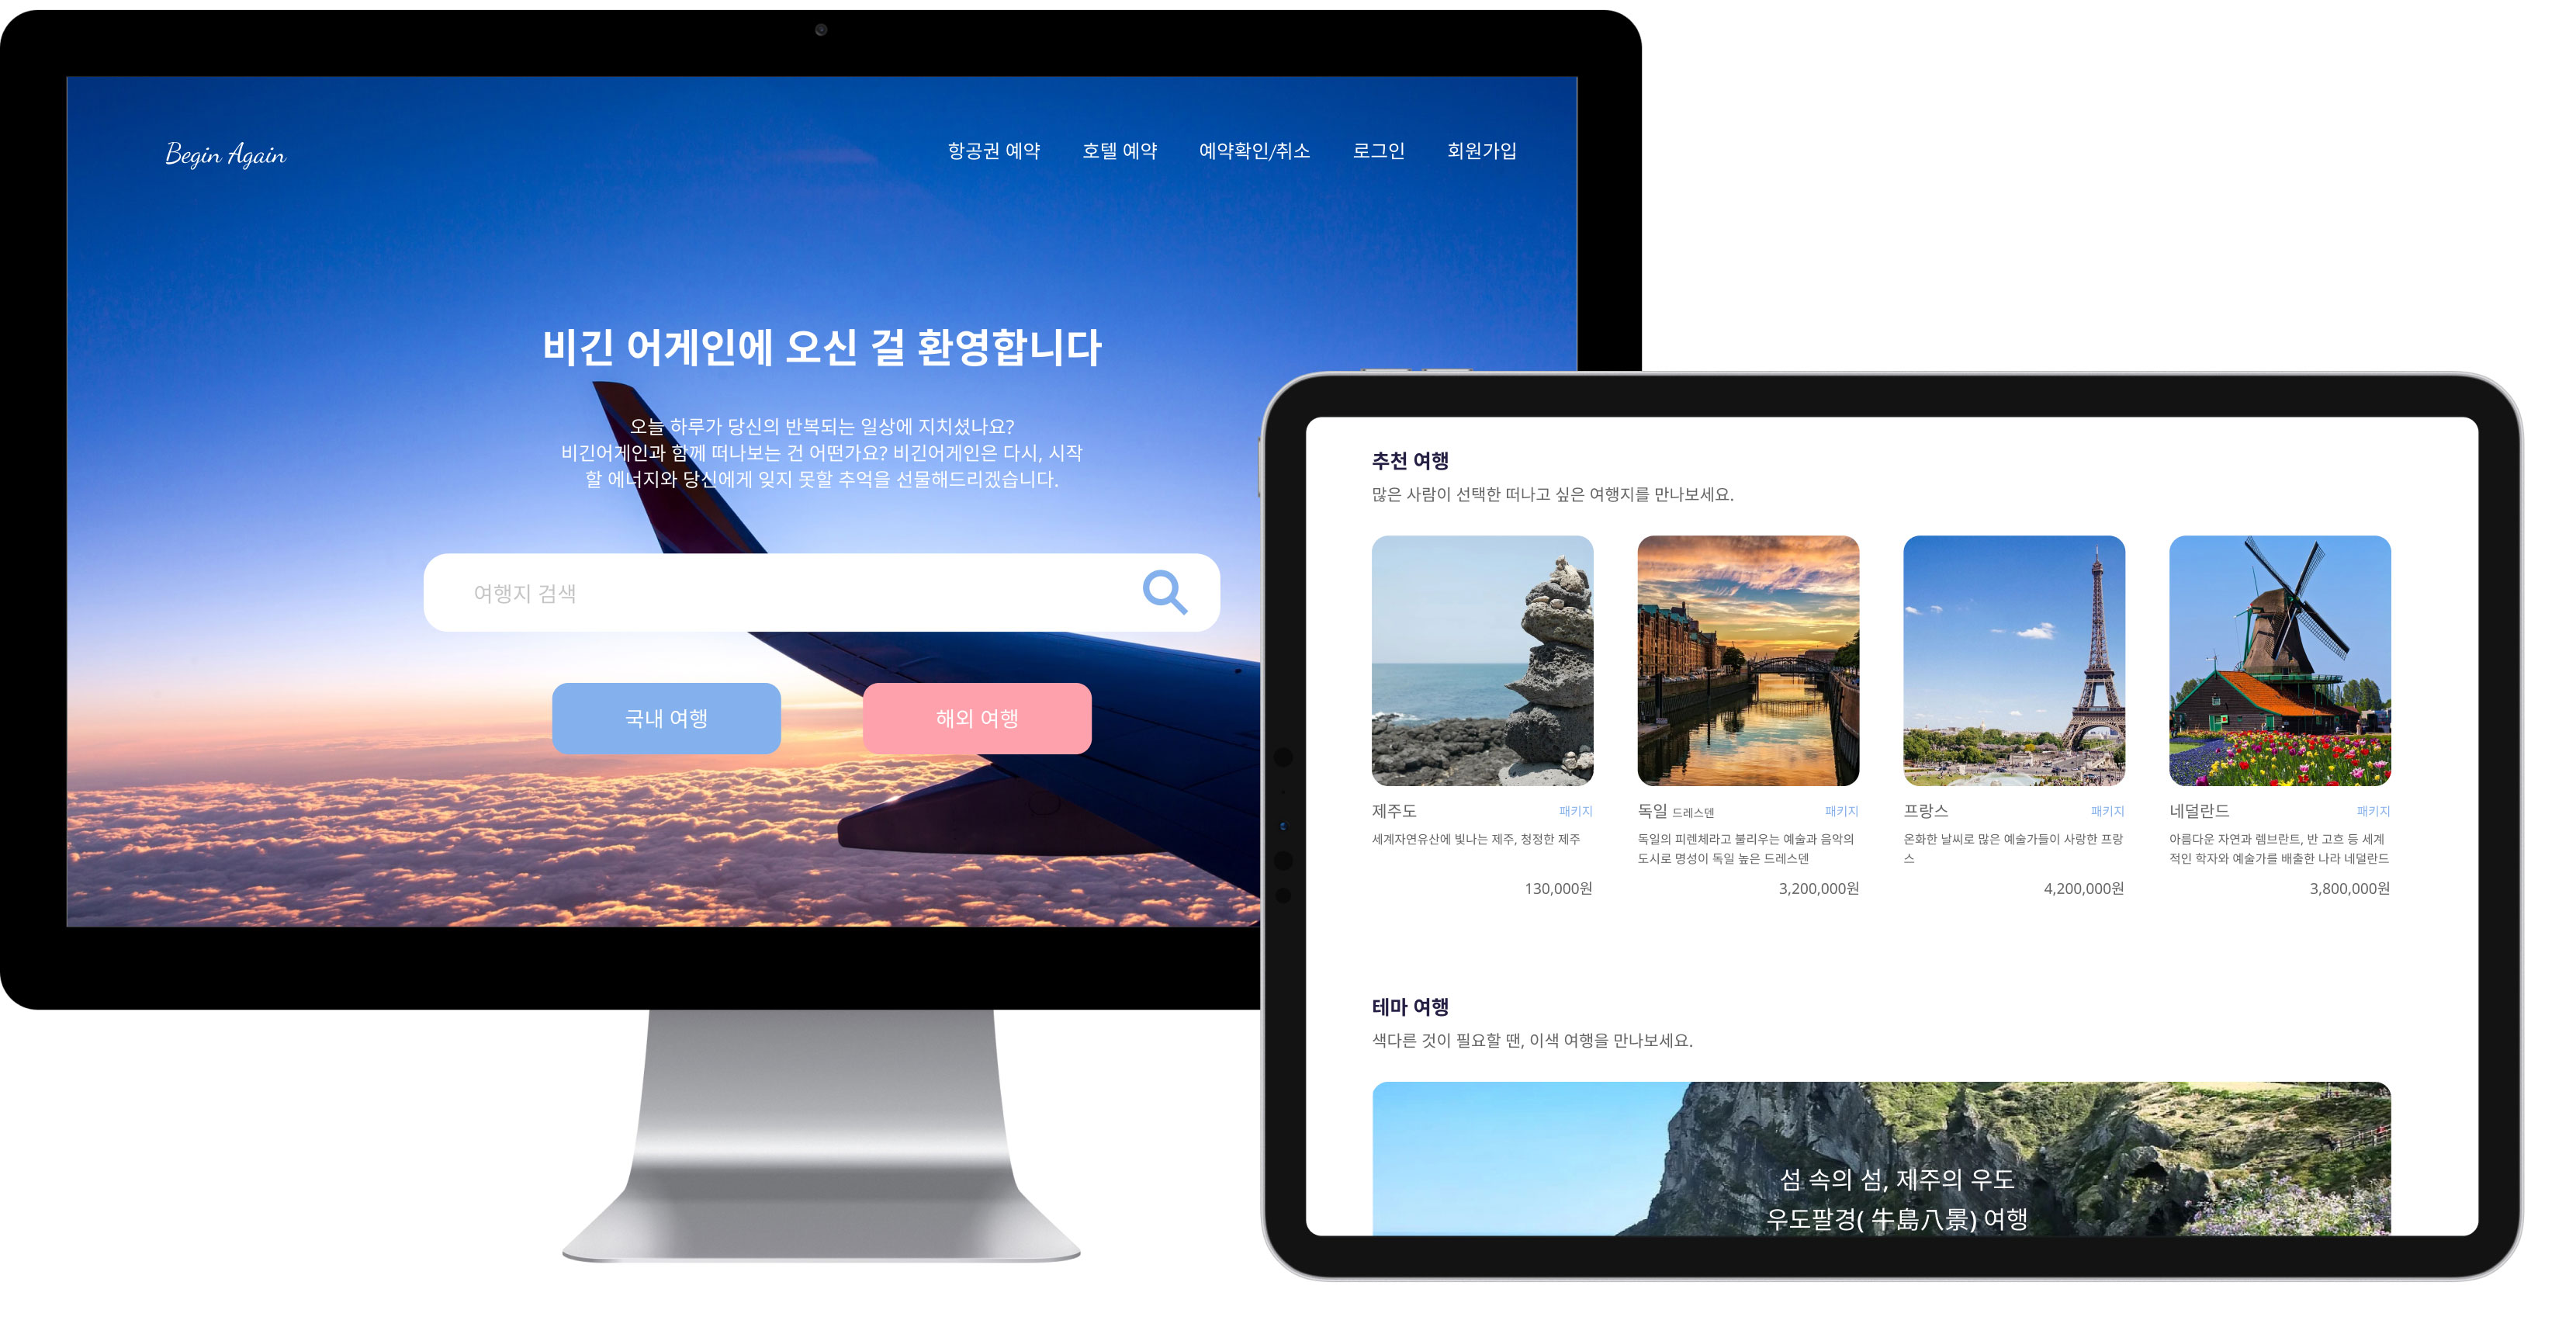 Begin Again
항공권 예약 호텔 예약 예약확인/취소 로그인 회원가입
비긴 어게인에 오신 걸 환영합니다
오늘 하루가 당신의 반복되는 일상에 지치셨나요?
비긴어게인과 함께 떠나보는 건 어떤가요? 비긴어게인은 다시, 시작
할 에너지와 당신에게 잊지 못할 추억을 선물해드리겠습니다.
여행지 검색
국내 여행
해외 여행
추천 여행
많은 사람이 선택한 떠나고 싶은 여행지를 만나보세요.
제주도 패키지
세계자연유산에 빛나는 제주, 청정한 제주
130,000원
독일 드레스덴 패키지
독일의 피렌체라고 불리우는 예술과 음악의
도시로 명성이 독일 높은 드레스덴
3,200,000원
프랑스 패키지
온화한 날씨로 많은 예술가들이 사랑한 프랑
스
4,200,000원
네덜란드 패키지
아름다운 자연과 렘브란트, 반 고흐 등 세계
적인 학자와 예술가를 배출한 나라 네덜란드
3,800,000원
테마 여행
색다른 것이 필요할 땐, 이색 여행을 만나보세요.
섬 속의 섬, 제주의 우도
우도팔경( 牛島八景) 여행